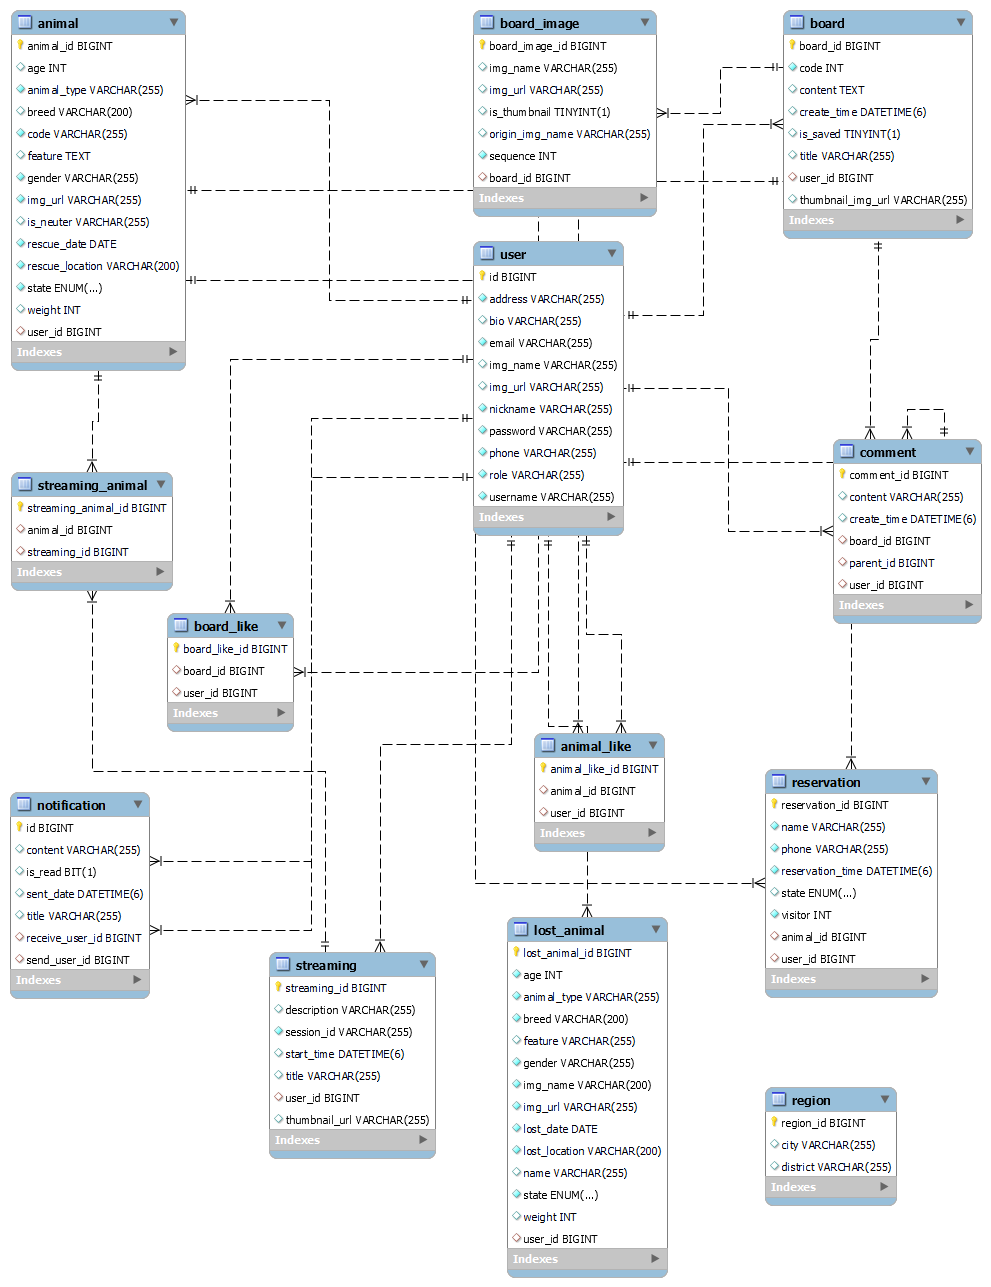 animal
animal_id BIGINT
age INT
animal_type VARCHAR(255)
breed VARCHAR(200)
code VARCHAR(255)
feature TEXT
gender VARCHAR(255)
img_url VARCHAR(255)
is_neuter VARCHAR(255)
rescue_date DATE
rescue_location VARCHAR(200)
state ENUM(...)
weight INT
user_id BIGINT
Indexes
board_image
board_image_id BIGINT
img_name VARCHAR(255)
img_url VARCHAR(255)
is_thumbnail TINYINT(1)
origin_img_name VARCHAR(255)
sequence INT
board_id BIGINT
Indexes
board
board_id BIGINT
code INT
content TEXT
create_time DATETIME(6)
is_saved TINYINT(1)
title VARCHAR(255)
user_id BIGINT
thumbnail_img_url VARCHAR(255)
Indexes
user
id BIGINT
address VARCHAR(255)
bio VARCHAR(255)
email VARCHAR(255)
img_name VARCHAR(255)
img_url VARCHAR(255)
nickname VARCHAR(255)
password VARCHAR(255)
phone VARCHAR(255)
role VARCHAR(255)
username VARCHAR(255)
Indexes
comment
comment_id BIGINT
content VARCHAR(255)
create_time DATETIME(6)
board_id BIGINT
parent_id BIGINT
user_id BIGINT
Indexes
streaming_animal
streaming_animal_id BIGINT
animal_id BIGINT
streaming_id BIGINT
Indexes
board_like
board_like_id BIGINT
board_id BIGINT
user_id BIGINT
Indexes
animal_like
animal_like_id BIGINT
animal_id BIGINT
user_id BIGINT
Indexes
reservation
reservation_id BIGINT
name VARCHAR(255)
phone VARCHAR(255)
reservation_time DATETIME(6)
state ENUM(...)
visitor INT
animal_id BIGINT
user_id BIGINT
Indexes
notification
id BIGINT
content VARCHAR(255)
is_read BIT(1)
sent_date DATETIME(6)
title VARCHAR(255)
receive_user_id BIGINT
send_user_id BIGINT
Indexes
streaming
streaming_id BIGINT
description VARCHAR(255)
session_id VARCHAR(255)
start_time DATETIME(6)
title VARCHAR(255)
user_id BIGINT
thumbnail_url VARCHAR(255)
Indexes
lost_animal
lost_animal_id BIGINT
age INT
animal_type VARCHAR(255)
breed VARCHAR(200)
feature VARCHAR(255)
gender VARCHAR(255)
img_name VARCHAR(200)
img_url VARCHAR(255)
lost_date DATE
lost_location VARCHAR(200)
name VARCHAR(255)
state ENUM(...)
weight INT
user_id BIGINT
Indexes
region
region_id BIGINT
city VARCHAR(255)
district VARCHAR(255)
Indexes